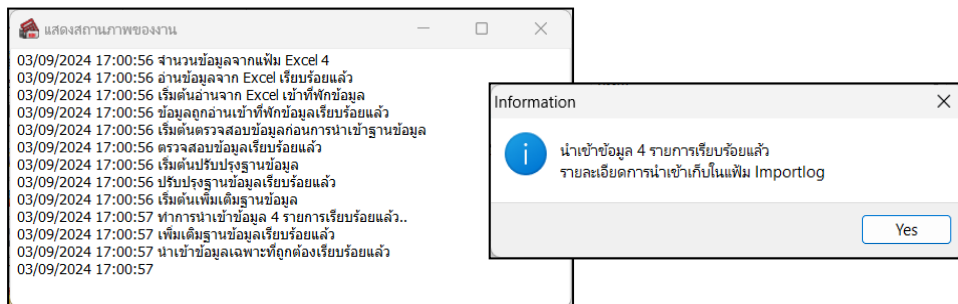 แสดงสถานภาพของงาน
03/09/2024 17:00:56 จำนวนข้อมูลจากแฟ้ม Excel 4
03/09/2024 17:00:56 อ่านข้อมูลจาก Excel เรียบร้อยแล้ว
03/09/2024 17:00:56 เริ่มต้นอ่านจาก Excel เข้าที่พักข้อมูล
03/09/2024 17:00:56 ข้อมูลถูกอ่านเข้าที่พักข้อมูลเรียบร้อยแล้ว
03/09/2024 17:00:56 เริ่มต้นตรวจสอบข้อมูลก่อนการนำเข้าฐานข้อมูล
03/09/2024 17:00:56 ตรวจสอบข้อมูลเรียบร้อยแล้ว
03/09/2024 17:00:56 เริ่มต้นปรับปรุงฐานข้อมูล
03/09/2024 17:00:56 ปรับปรุงฐานข้อมูลเรียบร้อยแล้ว
03/09/2024 17:00:56 เริ่มต้นเพิ่มเติมฐานข้อมูล
03/09/2024 17:00:57 ทำการนำเข้าข้อมูล 4 รายการเรียบร้อยแล้ว..
03/09/2024 17:00:57 เพิ่มเติมฐานข้อมูลเรียบร้อยแล้ว
03/09/2024 17:00:57 นำเข้าข้อมูลเฉพาะที่ถูกต้องเรียบร้อยแล้ว
03/09/2024 17:00:57
Information
นำเข้าข้อมูล 4 รายการเรียบร้อยแล้ว
รายละเอียดการนำเข้าเก็บในแฟ้ม Importlog
Yes